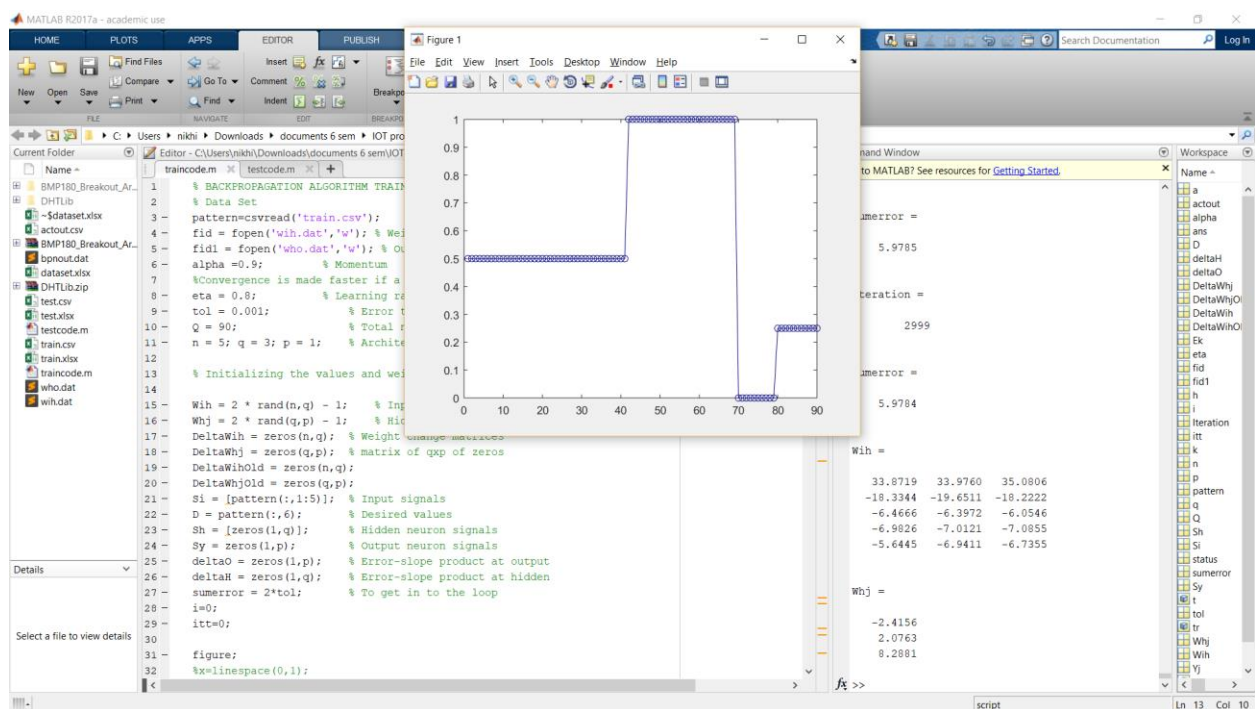 MATLAB R2017a - academic use
HOME PLOTS APPS EDITOR PUBLISH
Search Documentation
Log In
New Open Save
Find Files
Compare
Print
Go To
Find
Insert fx
Comment
Indent
FILE NAVIGATE EDIT
C: Users nikhi Downloads documents 6 sem
Current Folder
Name
BMP180_Breakout_Ar...
DHTLib
~$dataset.xlsx
actout.csv
BMP180_Breakout_Ar...
bpnout.dat
dataset.xlsx
DHTLib.zip
test.csv
test.xlsx
testcode.m
train.csv
train.xlsx
traincode.m
who.dat
wih.dat
Details
Select a file to view details
Editor - C:\Users\nikhi\Downloads\documents 6 sem\IOT
traincode.m testcode.m +
1 % BACKPROPAGATION ALGORITHM TRAIN
2 % Data Set
3 - pattern=csvread('train.csv');
4 - fid = fopen('wih.dat','w'); % Wei
5 - fid1 = fopen('who.dat','w'); % Ou
6 - alpha =0.9; % Momentum
7 %Convergence is made faster if a
8 - eta = 0.8; % Learning ra
9 - tol = 0.001; % Error t
10 - Q = 90; % Total n
11 - n = 5; q = 3; p = 1; % Archite
12
13 % Initializing the values and wei
14
15 - Wih = 2 * rand(n,q) - 1; % Inp
16 - Whj = 2 * rand(q,p) - 1; % Hid
17 - DeltaWih = zeros(n,q); % Weight change matrices
18 - DeltaWhj = zeros(q,p); % matrix of qxp of zeros
19 - DeltaWihOld = zeros(n,q);
20 - DeltaWhjOld = zeros(q,p);
21 - Si = [pattern(:,1:5)]; % Input signals
22 - D = pattern(:,6); % Desired values
23 - Sh = [zeros(1,q)]; % Hidden neuron signals
24 - Sy = zeros(1,p); % Output neuron signals
25 - deltaO = zeros(1,p); % Error-slope product at output
26 - deltaH = zeros(1,q); % Error-slope product at hidden
27 - sumerror = 2*tol; % To get in to the loop
28 - i=0;
29 - itt=0;
30
31 - figure;
32 %x=linespace(0,1);
Figure 1
File Edit View Insert Tools Desktop Window Help
1
0.9
0.8
0.7
0.6
0.5
0.4
0.3
0.2
0.1
0
0 10 20 30 40 50 60 70 80 90
to MATLAB? See resources for Getting Started.
5.9785
2999
5.9784
Wih =
33.8719 33.9760 35.0806
-18.3344 -19.6511 -18.2222
-6.4666 -6.3972 -6.0546
-6.9826 -7.0121 -7.0855
-5.6445 -6.9411 -6.7355
Whj =
-2.4156
2.0763
8.2881
fx >>
Workspace
Name
a
actout
alpha
ans
D
deltaH
deltaO
DeltaWhj
DeltaWhjO
DeltaWih
DeltaWihO
Ek
eta
fid
fid1
h
i
Iteration
itt
k
n
p
pattern
q
Q
Sh
Si
status
sumerror
Sy
t
tol
tr
Whj
Wih
Yj
script
Ln 13 Col 10